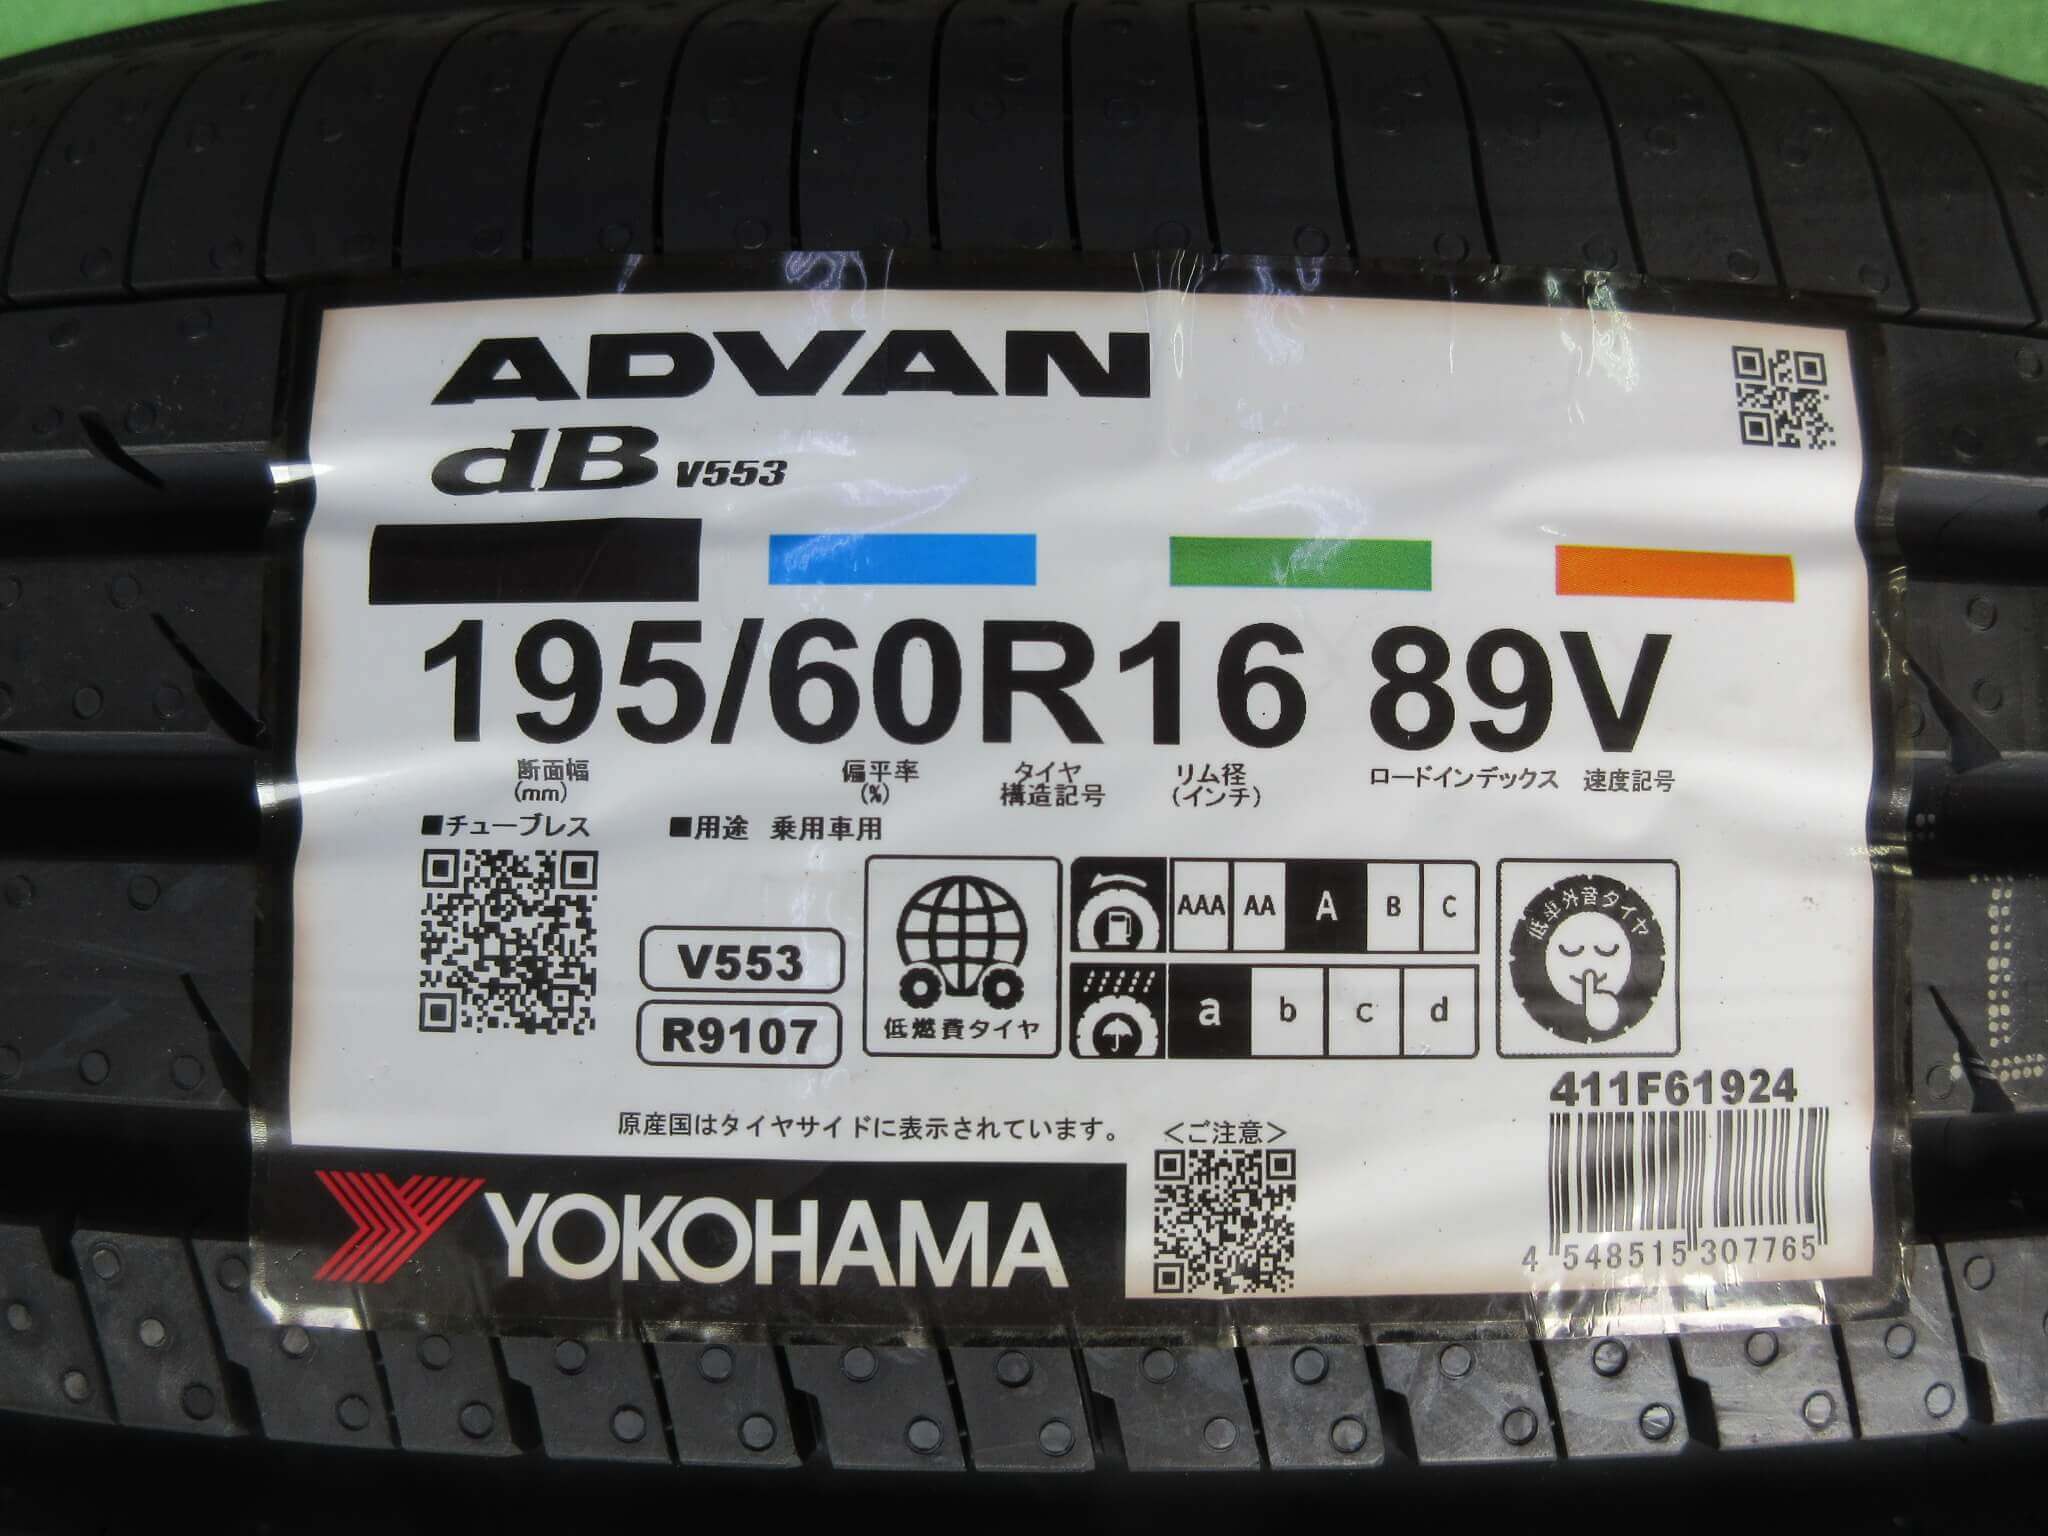 ADVAN
dB V553
195/60R16 89V
断面幅 (mm)
偏平率 (%)
タイヤ 構造記号
リム径 (インチ)
ロードインデックス
速度記号
■チューブレス
■用途 乗用車用
V553
R9107
低燃費タイヤ
AAA AA A B C
a b c d
低車外音タイヤ
411F61924
原産国はタイヤサイドに表示されています。
<ご注意>
YOKOHAMA
4 548515 307765